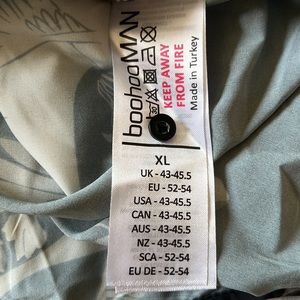 boohooMAN
KEEP AWAY
FROM FIRE
Made in Turkey
XL
UK - 43-45.5
EU - 52-54
USA - 43-45.5
CAN - 43-45.5
AUS - 43-45.5
NZ - 43-45.5
SCA - 52-54
EU DE - 52-54